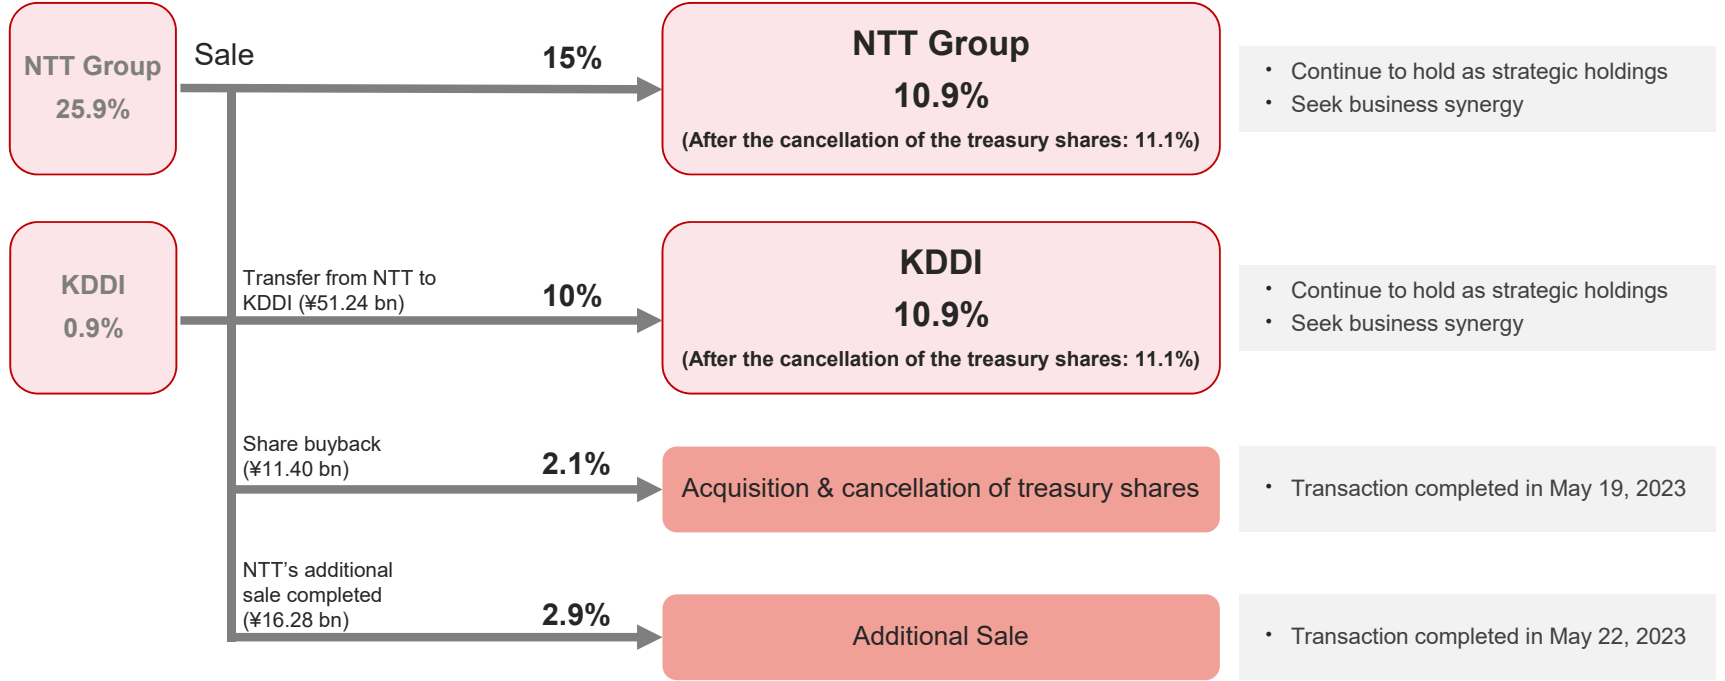 NTT Group
25.9%
Sale
15%
NTT Group
10.9%
(After the cancellation of the treasury shares: 11.1%)
• Continue to hold as strategic holdings
• Seek business synergy
KDDI
0.9%
Transfer from NTT to
KDDI (¥51.24 bn)
10%
KDDI
10.9%
(After the cancellation of the treasury shares: 11.1%)
• Continue to hold as strategic holdings
• Seek business synergy
Share buyback
(¥11.40 bn)
2.1%
Acquisition & cancellation of treasury shares
• Transaction completed in May 19, 2023
NTT’s additional
sale completed
(¥16.28 bn)
2.9%
Additional Sale
• Transaction completed in May 22, 2023